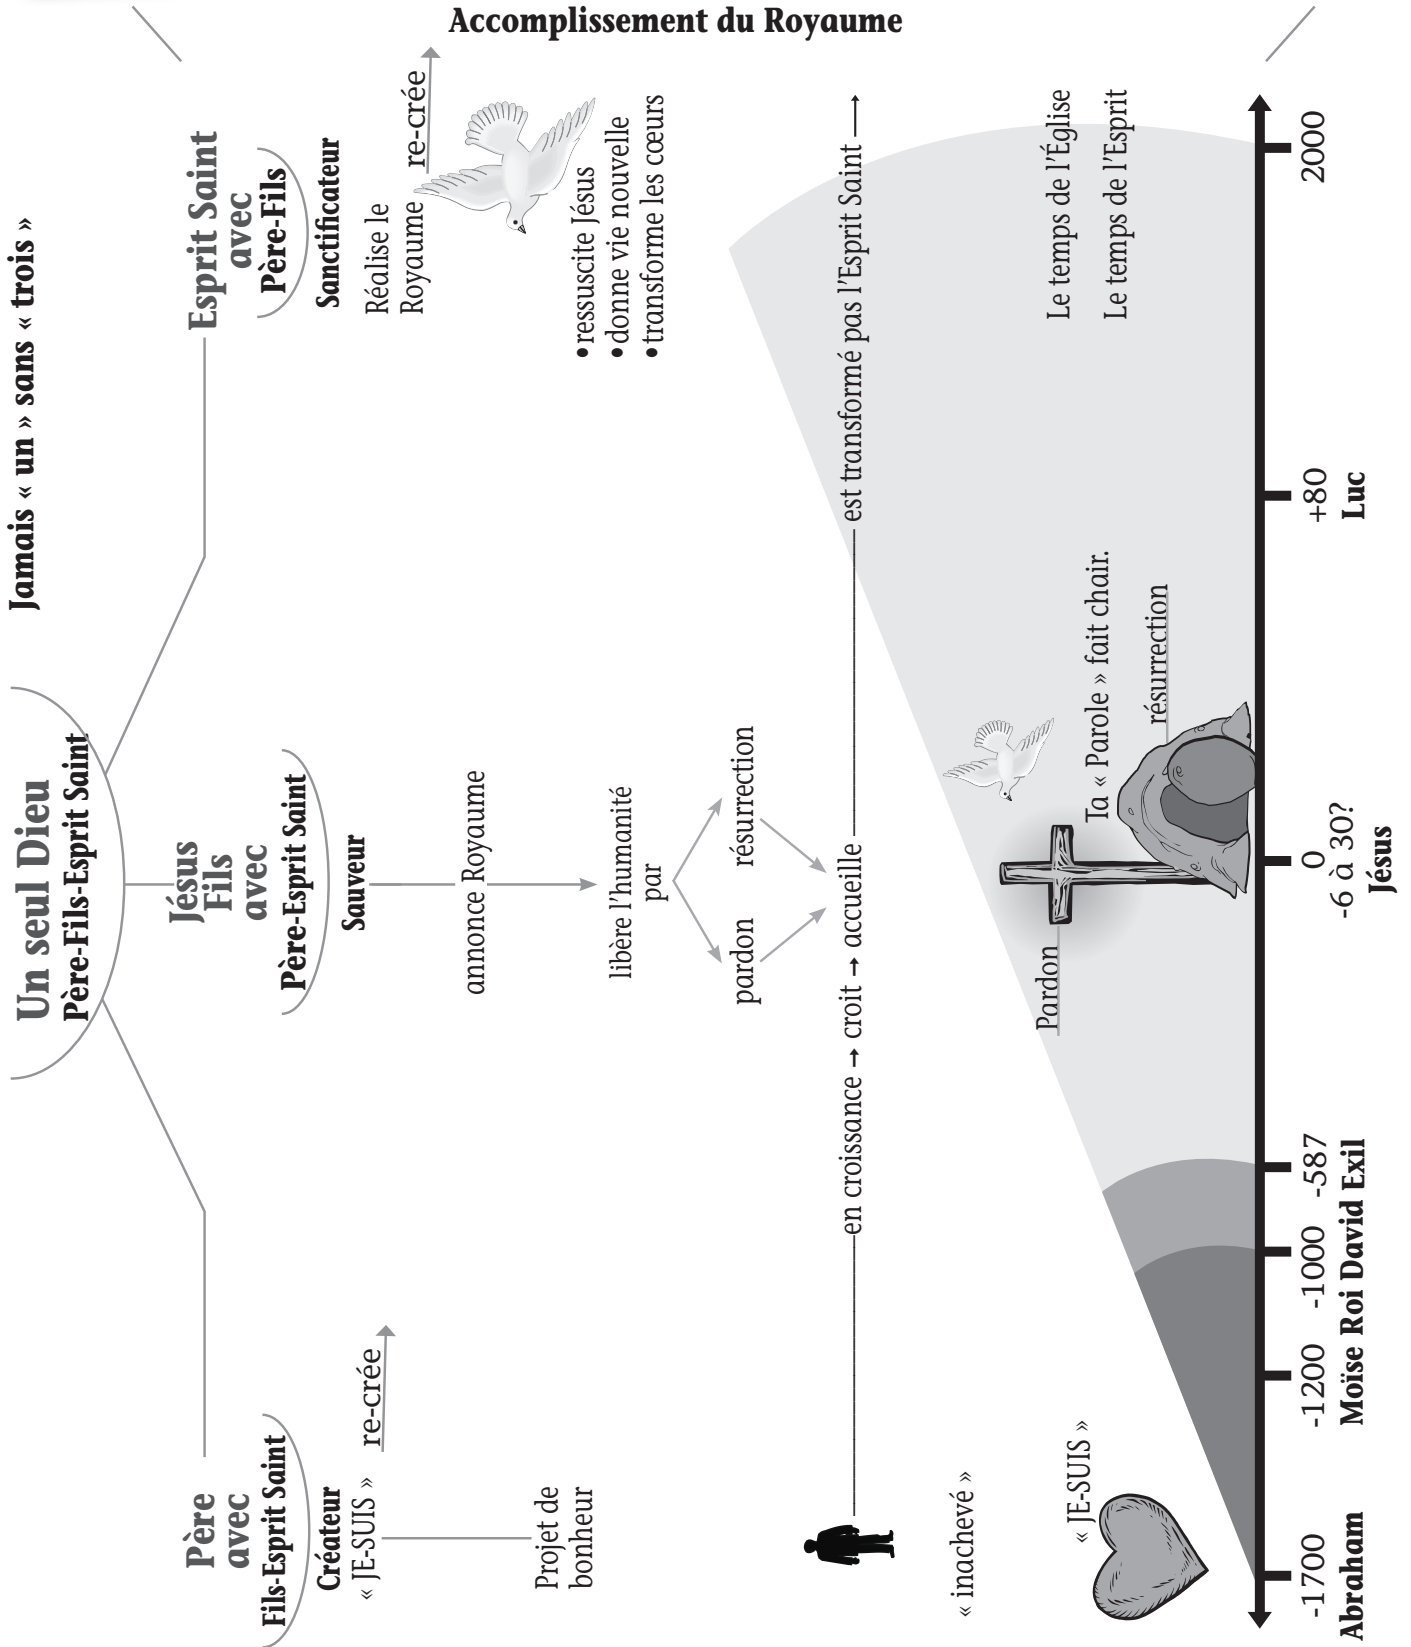 Accomplissement du Royaume
Jamais « un » sans « trois »
Un seul Dieu
Père-Fils-Esprit Saint
Père
avec
Fils-Esprit Saint
Créateur
« JE-SUIS »
re-crée
Projet de
bonheur
Jésus
Fils
avec
Père-Esprit Saint
Sauveur
annonce Royaume
libère l’humanité
par
pardon
résurrection
Esprit Saint
avec
Père-Fils
Sanctificateur
Réalise le
Royaume
re-crée
•ressuscite Jésus
•donne vie nouvelle
•transforme les cœurs
en croissance → croit → accueille est transformé pas l’Esprit Saint →
« inachevé »
« JE-SUIS »
Pardon
Ta « Parole » fait chair.
résurrection
Le temps de l’Église
Le temps de l’Esprit
-1700 -1200 -1000 -587 0 +80 2000
-6 à 30?
Abraham Moïse Roi David Exil Jésus Luc